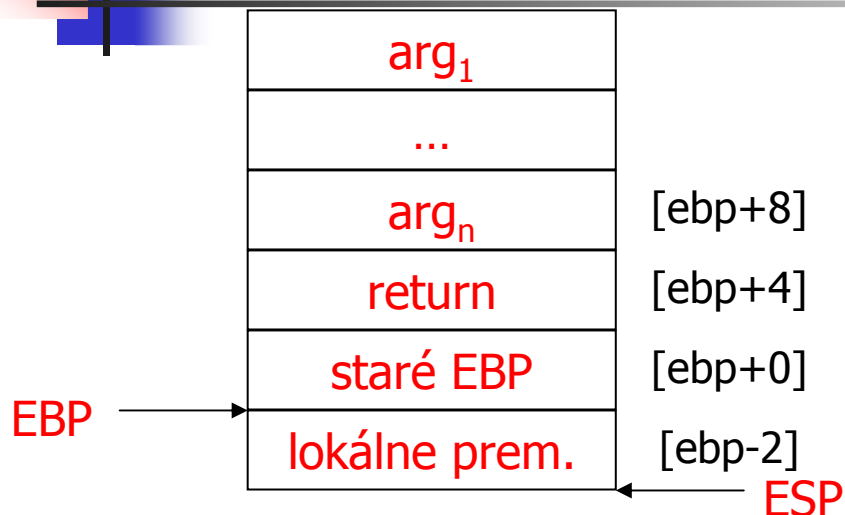 arg₁
...
argₙ [ebp+8]
return [ebp+4]
staré EBP [ebp+0]
EBP
lokálne prem. [ebp-2]
ESP